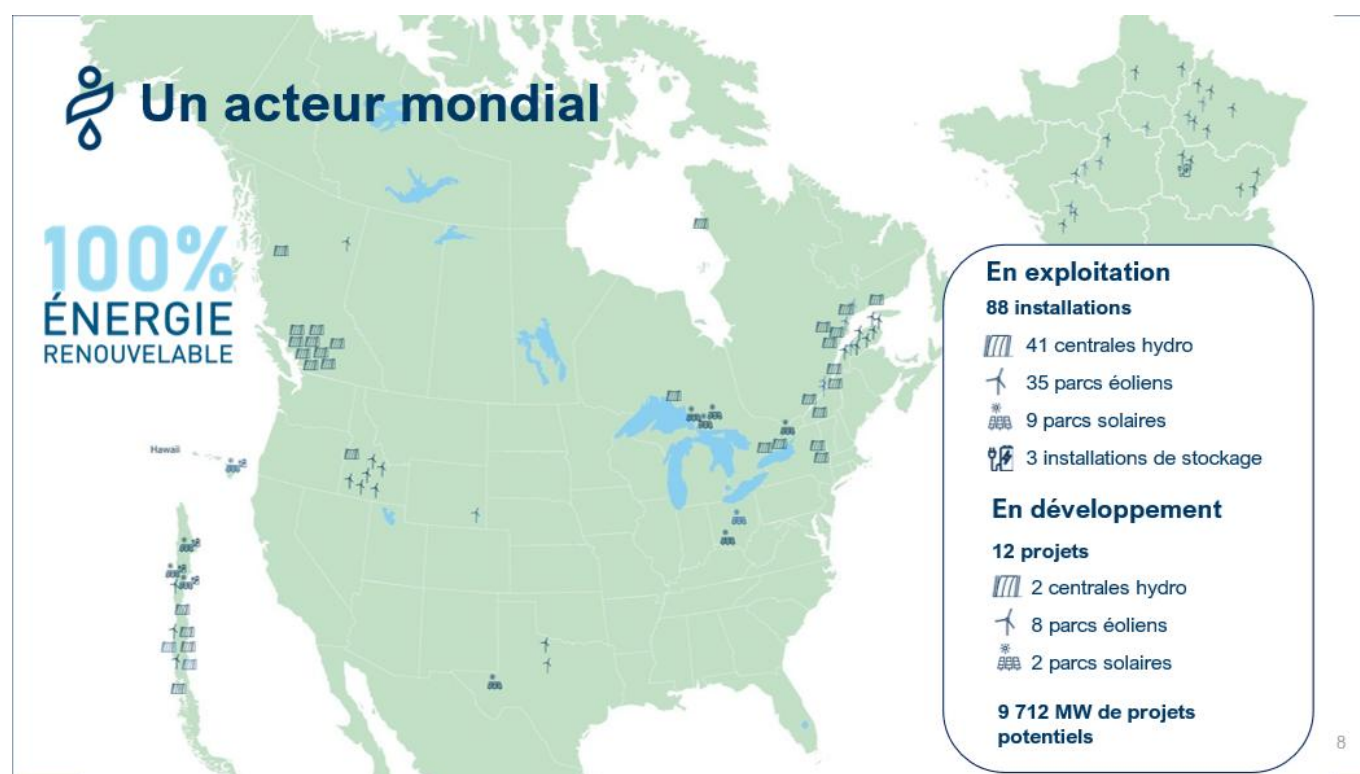 Un acteur mondial
100%
ÉNERGIE
RENOUVELABLE
Hawaii
En exploitation
88 installations
41 centrales hydro
35 parcs éoliens
9 parcs solaires
3 installations de stockage
En développement
12 projets
2 centrales hydro
8 parcs éoliens
2 parcs solaires
9 712 MW de projets
potentiels
8